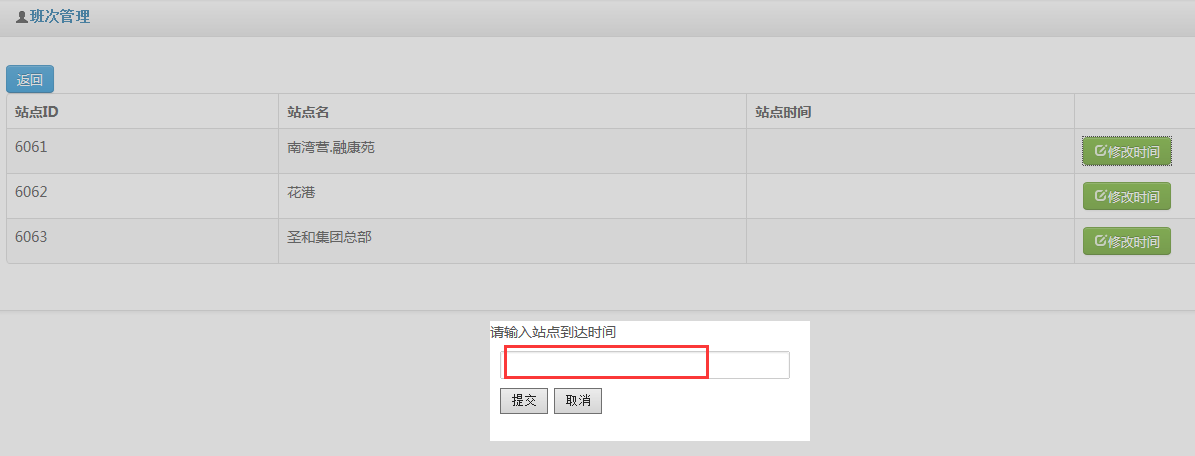 班次管理
返回
站点ID 站点名 站点时间
6061 南湾营.融康苑 修改时间
6062 花港 修改时间
6063 圣和集团总部 修改时间
请输入站点到达时间
提交 取消